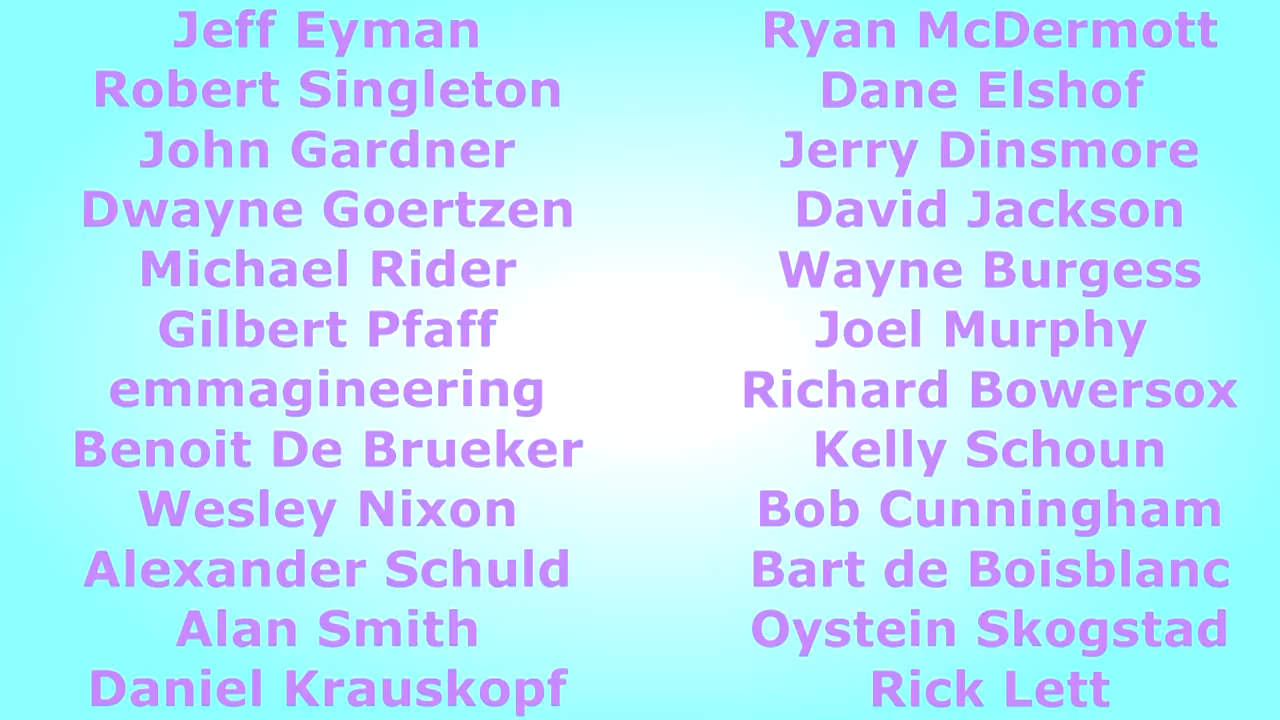 Jeff Eyman
Robert Singleton
John Gardner
Dwayne Goertzen
Michael Rider
Gilbert Pfaff
emmagineering
Benoit De Brueker
Wesley Nixon
Alexander Schuld
Alan Smith
Daniel Krauskopf
Ryan McDermott
Dane Elshof
Jerry Dinsmore
David Jackson
Wayne Burgess
Joel Murphy
Richard Bowersox
Kelly Schoun
Bob Cunningham
Bart de Boisblanc
Oystein Skogstad
Rick Lett